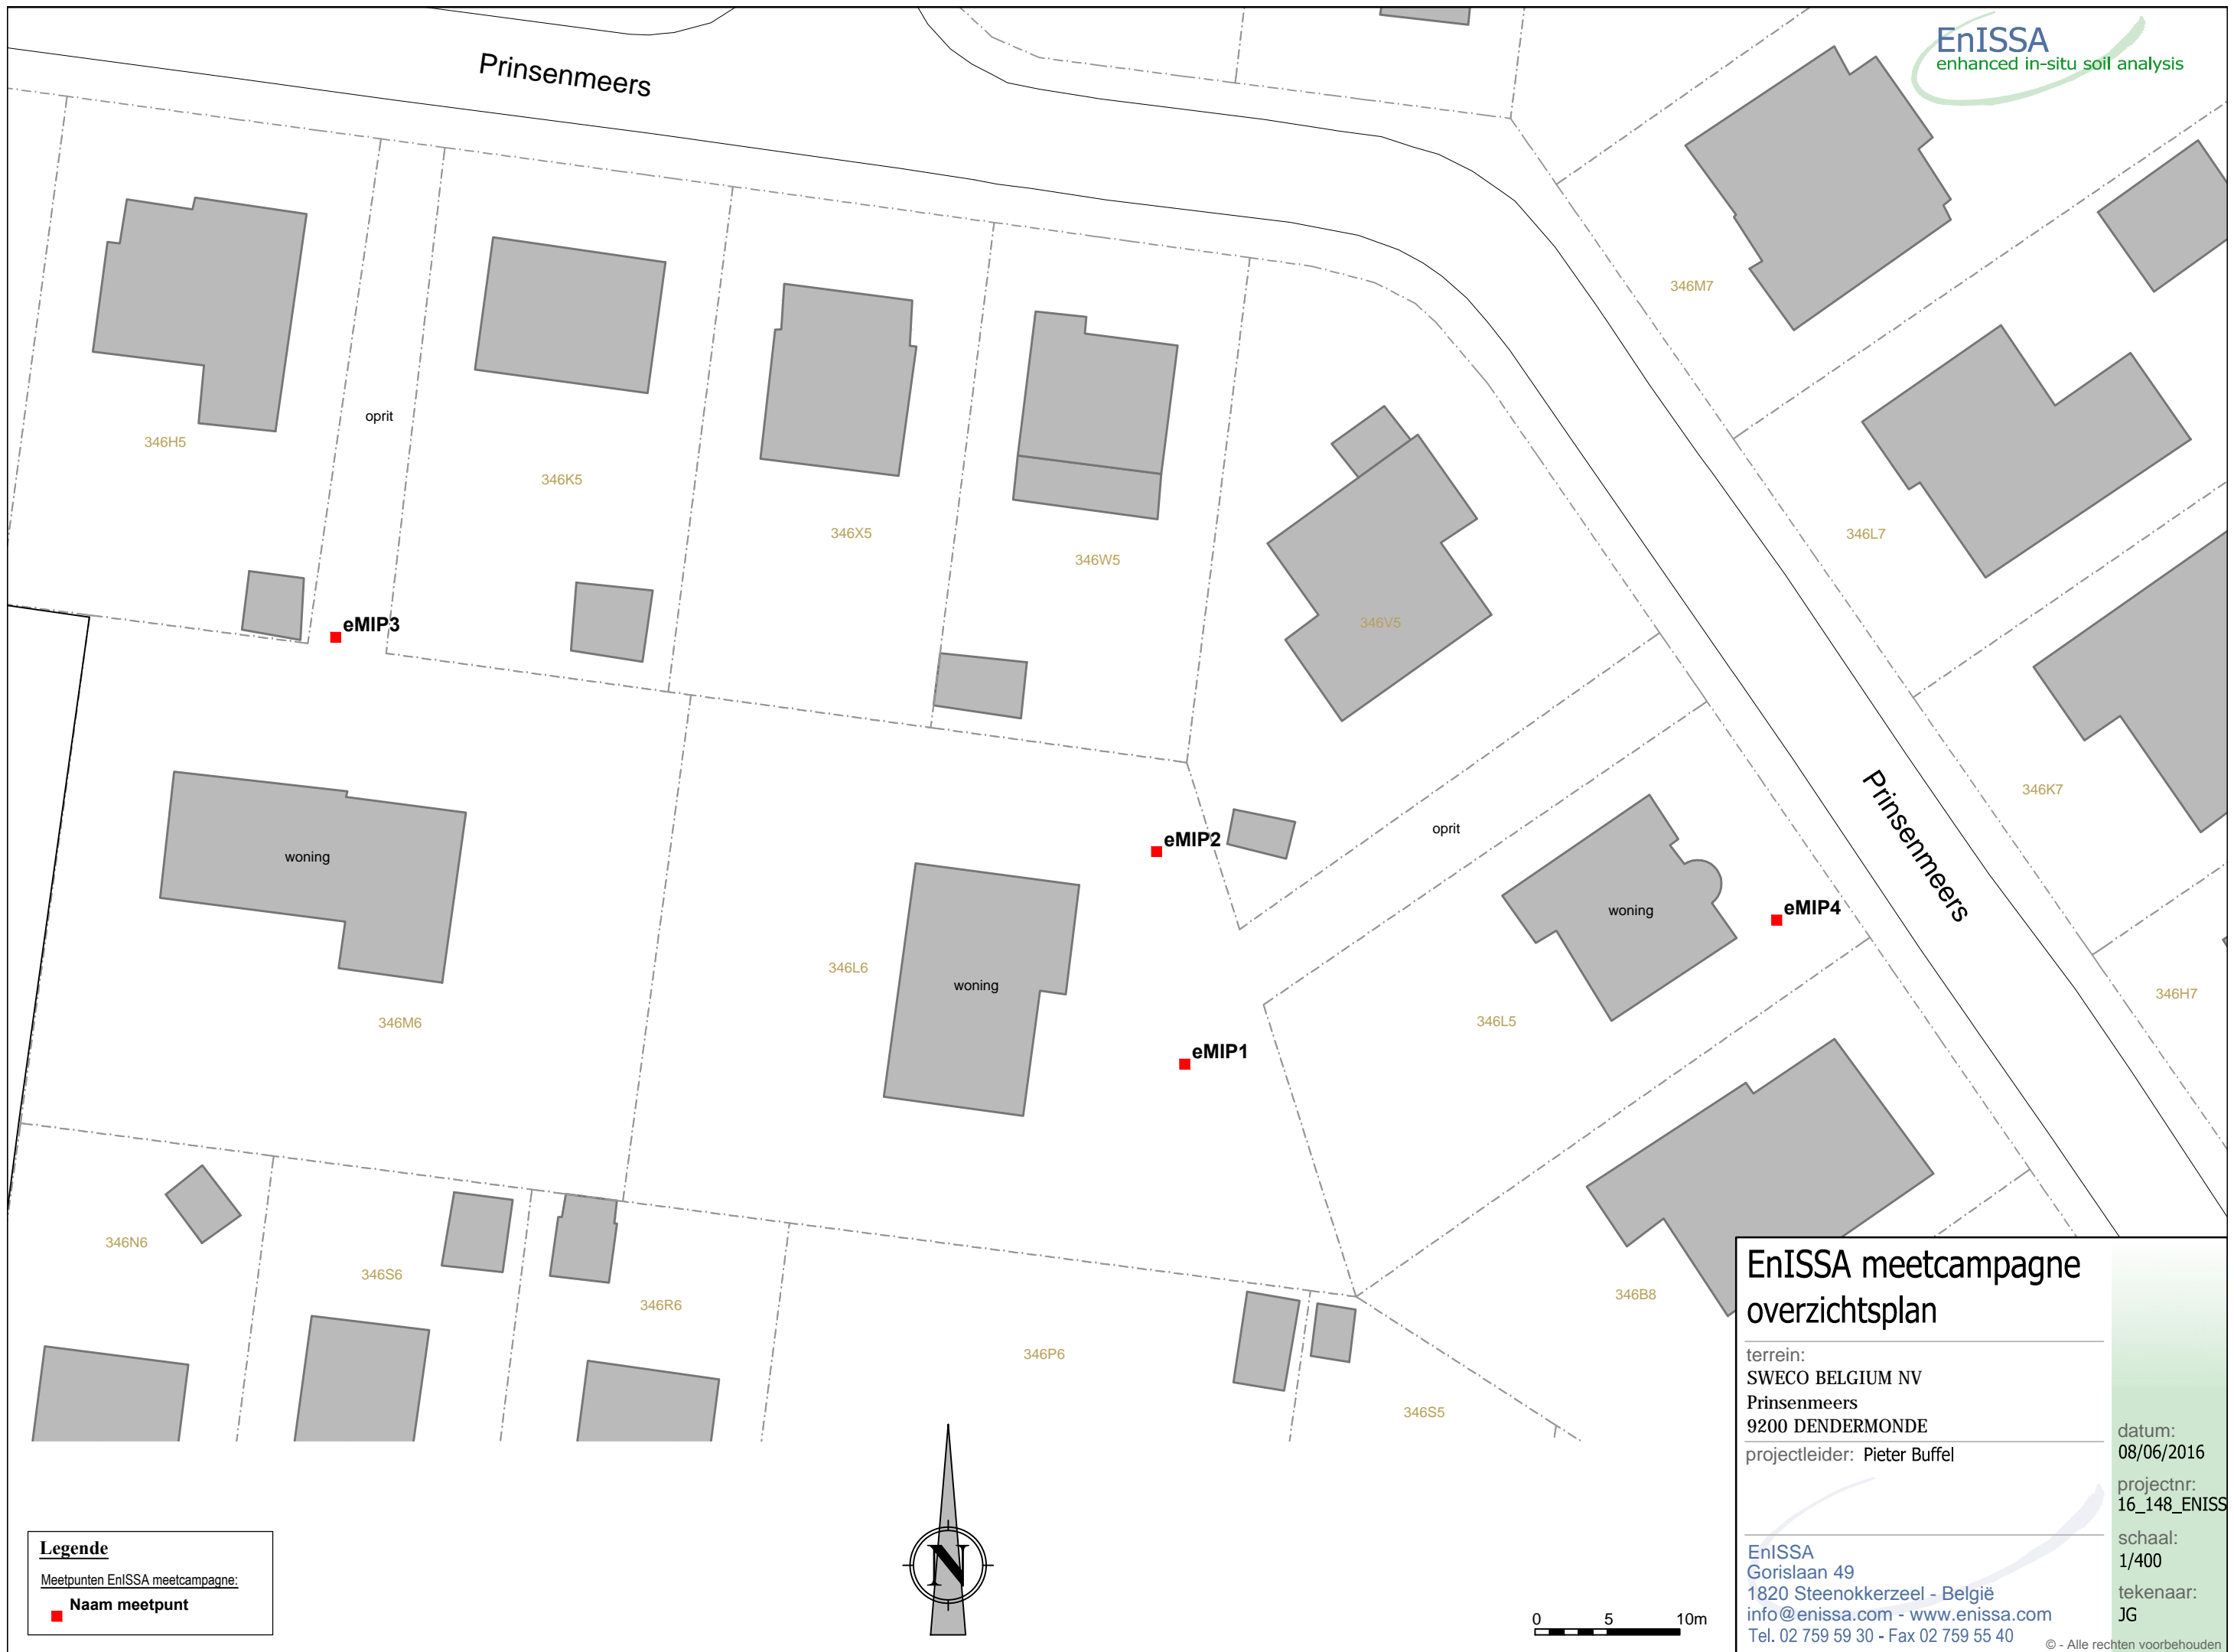 Prinsenmeers
EnISSA
enhanced in-situ soil analysis
346M7
oprit
346H5
346K5
346X5
346W5
346L7
346V5
eMIP3
Prinsenmeers
346K7
eMIP2
oprit
woning
woning
eMIP4
346L6
woning
346H7
346M6
346L5
eMIP1
346N6
346S6
346R6
346P6
346B8
346S5
EnISSA meetcampagne
overzichtsplan
terrein:
SWECO BELGIUM NV
Prinsenmeers
9200 DENDERMONDE
projectleider: Pieter Buffel
datum:
08/06/2016
projectnr:
16_148_ENISS
schaal:
1/400
tekenaar:
JG
EnISSA
Gorislaan 49
1820 Steenokkerzeel - België
info@enissa.com - www.enissa.com
Tel. 02 759 59 30 - Fax 02 759 55 40
© - Alle rechten voorbehouden
Legende
Meetpunten EnISSA meetcampagne:
Naam meetpunt
N
0 5 10m